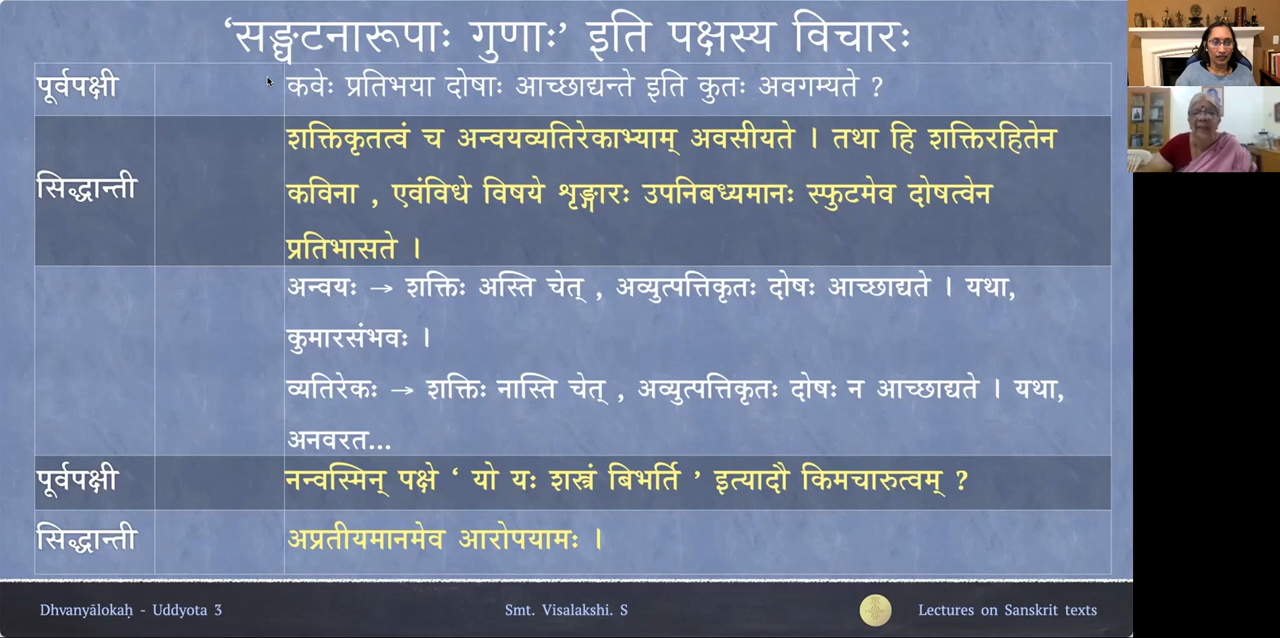 ‘सङ्घटनारूपाः गुणाः’ इति पक्षस्य विचारः
पूर्वपक्षी कवेः प्रतिभया दोषाः आच्छाद्यन्ते इति कुतः अवगम्यते ?
शक्तिकृतत्वं च अन्वयव्यतिरेकाभ्याम् अवसीयते । तथा हि शक्तिरहितेन
सिद्धान्ती कविना , एवंविधे विषये शृङ्गारः उपनिबध्यमानः स्फुटमेव दोषत्वेन
प्रतिभासते ।
अन्वयः → शक्तिः अस्ति चेत् , अव्युत्पत्तिकृतः दोषः आच्छाद्यते । यथा,
कुमारसंभवः ।
व्यतिरेकः → शक्तिः नास्ति चेत् , अव्युत्पत्तिकृतः दोषः न आच्छाद्यते । यथा,
अनवरत...
पूर्वपक्षी नन्वस्मिन् पक्षे ‘ यो यः शस्त्रं बिभर्ति ’ इत्यादौ किमचारुत्वम् ?
सिद्धान्ती अप्रतीयमानमेव आरोपयामः ।
Dhvanyālokaḥ - Uddyota 3 Smt. Visalakshi. S Lectures on Sanskrit texts